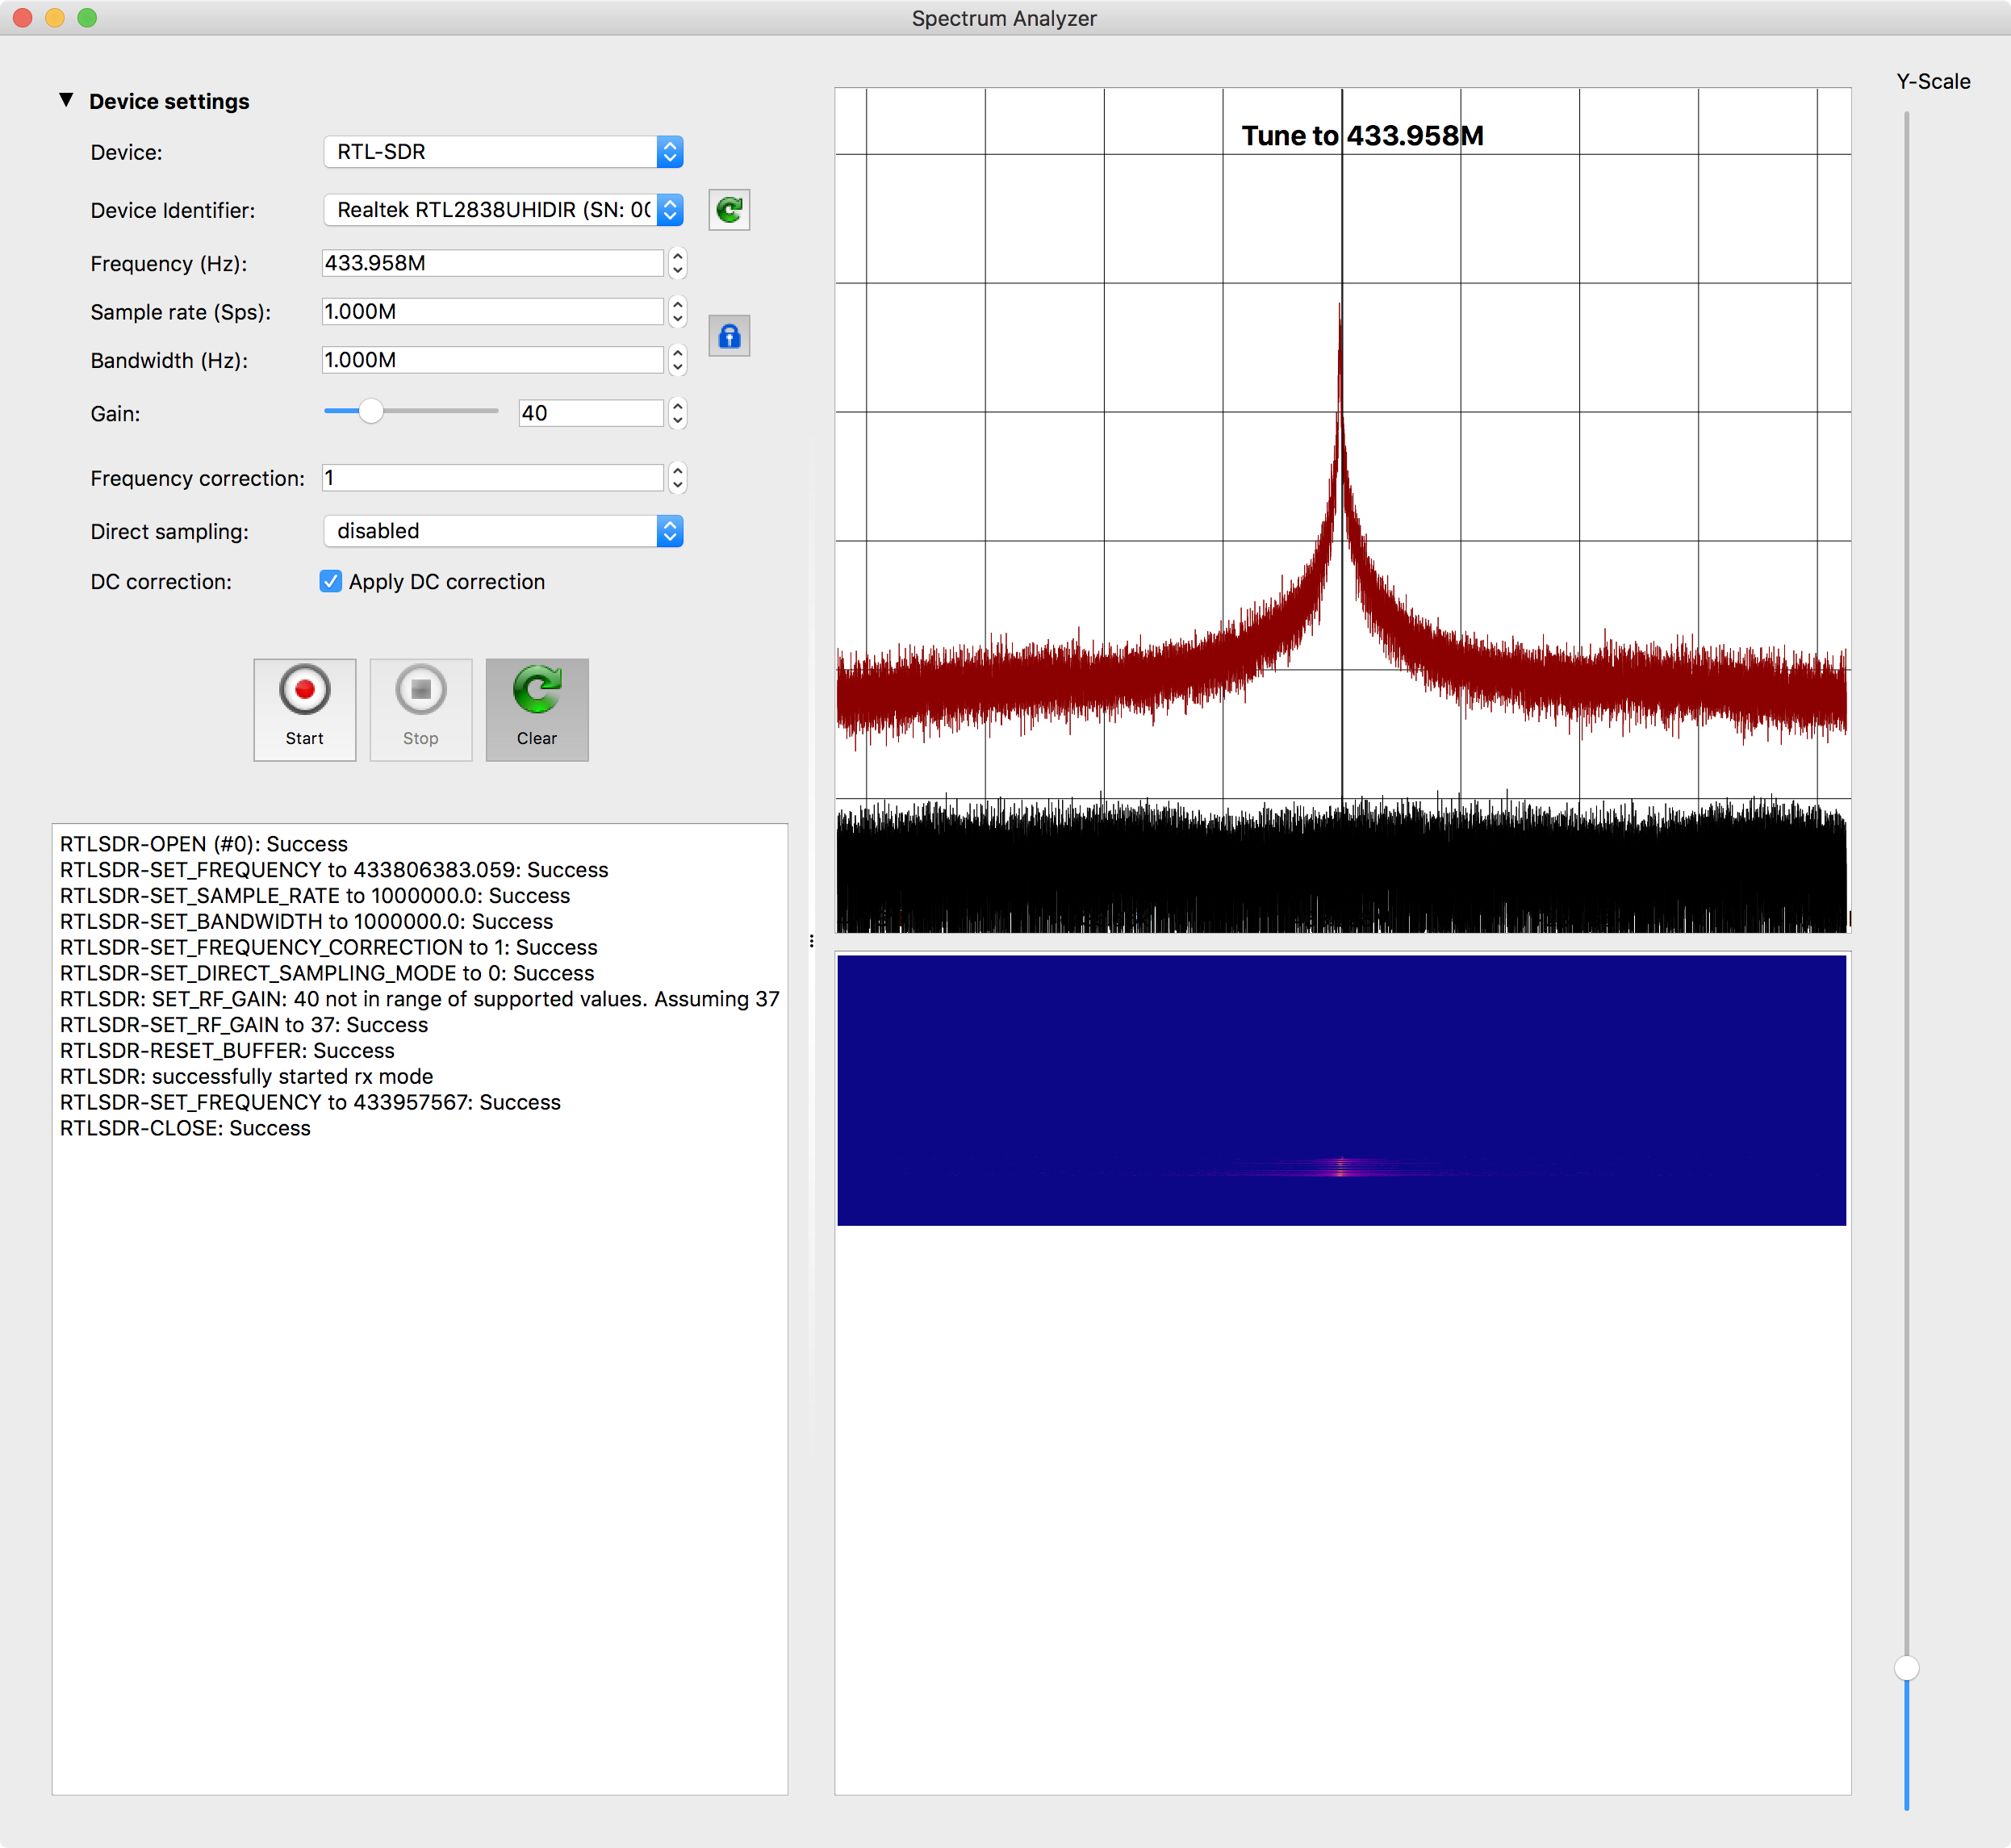 Spectrum Analyzer
Device settings
Device: RTL-SDR
Device Identifier: Realtek RTL2838UHIDIR (SN: 00
Frequency (Hz): 433.958M
Sample rate (Sps): 1.000M
Bandwidth (Hz): 1.000M
Gain: 40
Frequency correction: 1
Direct sampling: disabled
DC correction: Apply DC correction
Start Stop Clear
RTLSDR-OPEN (#0): Success
RTLSDR-SET_FREQUENCY to 433806383.059: Success
RTLSDR-SET_SAMPLE_RATE to 1000000.0: Success
RTLSDR-SET_BANDWIDTH to 1000000.0: Success
RTLSDR-SET_FREQUENCY_CORRECTION to 1: Success
RTLSDR-SET_DIRECT_SAMPLING_MODE to 0: Success
RTLSDR: SET_RF_GAIN: 40 not in range of supported values. Assuming 37
RTLSDR-SET_RF_GAIN to 37: Success
RTLSDR-RESET_BUFFER: Success
RTLSDR: successfully started rx mode
RTLSDR-SET_FREQUENCY to 433957567: Success
RTLSDR-CLOSE: Success
Tune to 433.958M
Y-Scale